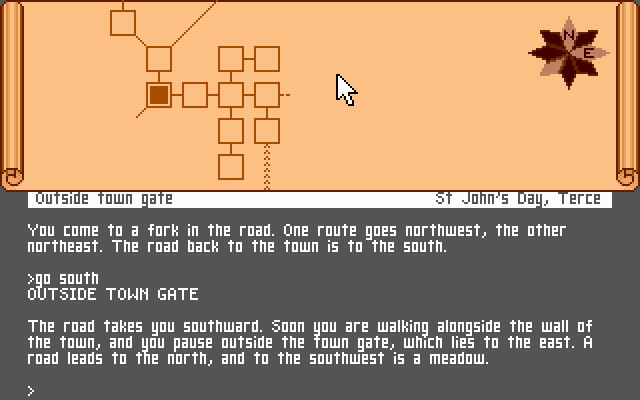 N
E
Outside town gate St John's Day, Terce
You come to a fork in the road. One route goes northwest, the other
northeast. The road back to the town is to the south.
>go south
OUTSIDE TOWN GATE
The road takes you southward. Soon you are walking alongside the wall of
the town, and you pause outside the town gate, which lies to the east. A
road leads to the north, and to the southwest is a meadow.
>